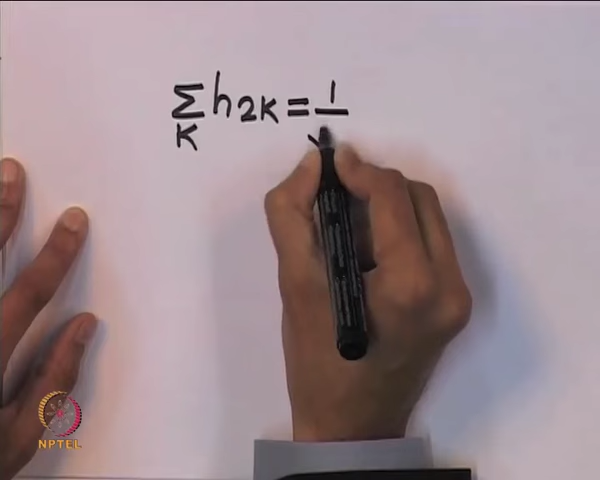 ∑ h2K = 1
K
NPTEL